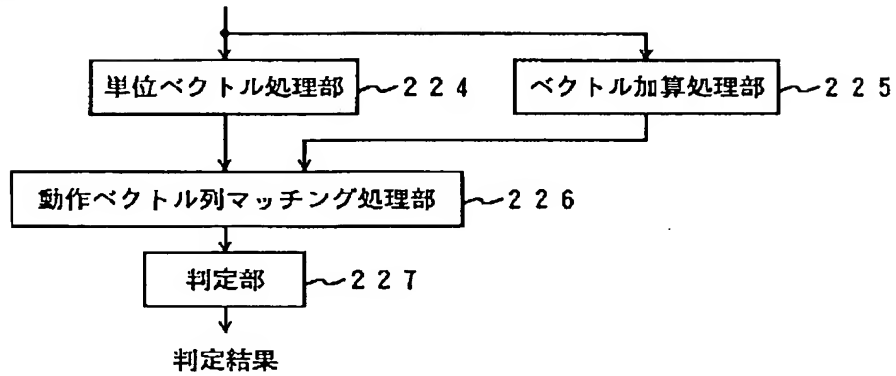 単位ベクトル処理部 224
ベクトル加算処理部 225
動作ベクトル列マッチング処理部 226
判定部 227
判定結果